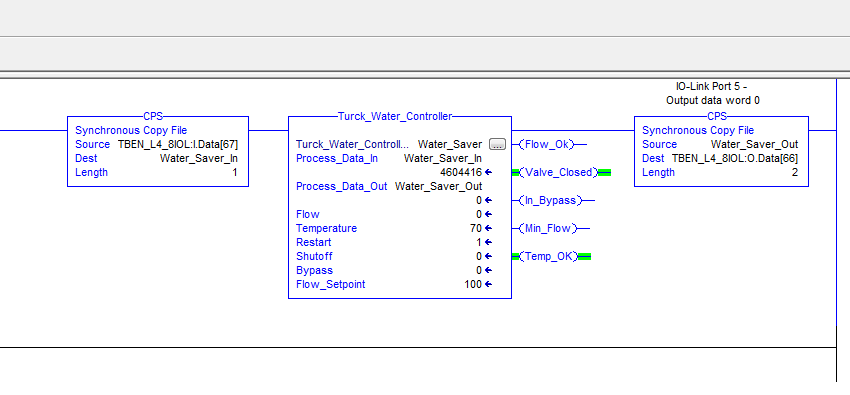 IO-Link Port 5 -
Output data word 0
CPS
Synchronous Copy File
Source TBEN_L4_8IOL:I.Data[67]
Dest Water_Saver_In
Length 1
Turck_Water_Controller
Turck_Water_Controll... Water_Saver ...
Process_Data_In Water_Saver_In
4604416
Process_Data_Out Water_Saver_Out
0
Flow 0
Temperature 70
Restart 1
Shutoff 0
Bypass 0
Flow_Setpoint 100
Flow_Ok
Valve_Closed
In_Bypass
Min_Flow
Temp_OK
CPS
Synchronous Copy File
Source Water_Saver_Out
Dest TBEN_L4_8IOL:O.Data[66]
Length 2